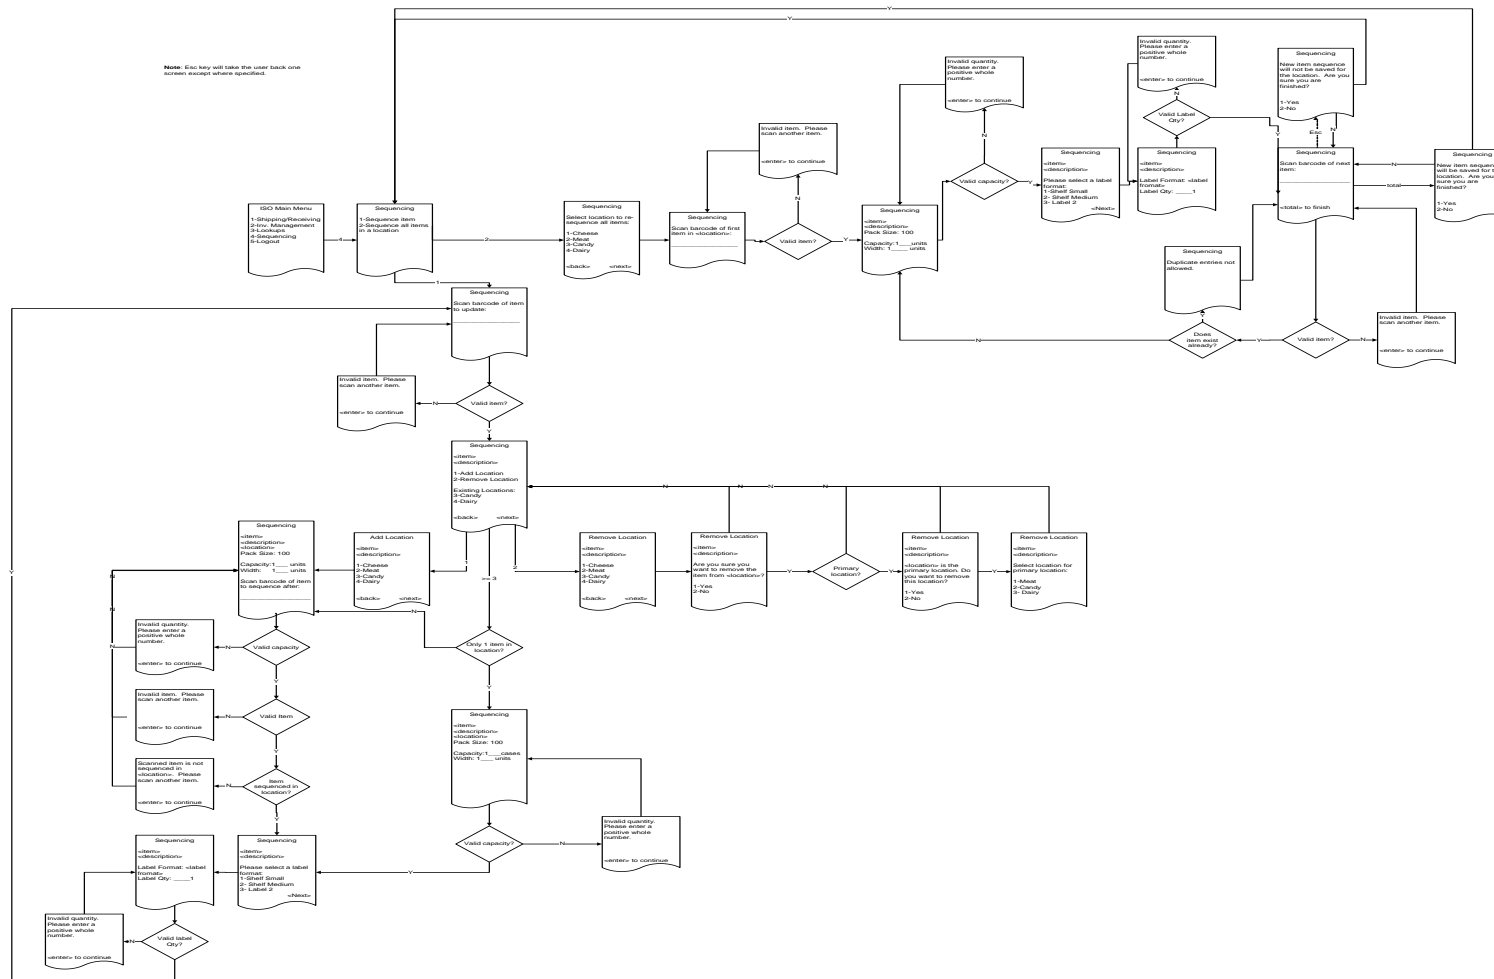 Note: Esc key will take the user back one
screen except where specified.
Y
Y
ISO Main Menu
1-Shipping/Receiving
2-Inv. Management
3-Lookups
4-Sequencing
5-Logout
4
Sequencing
1-Sequence item
2-Sequence all items
in a location
2
1
Sequencing
Select location to re-
sequence all items:
1-Cheese
2-Meat
3-Candy
4-Dairy
<back> <next>
Sequencing
Scan barcode of first
item in <location>:
Valid item?
N
Invalid item. Please
scan another item.
<enter> to continue
Y
Sequencing
<item>
<description>
Pack Size: 100
Capacity:1___units
Width: 1____ units
Valid capacity?
N
Invalid quantity.
Please enter a
positive whole
number.
<enter> to continue
Y
Sequencing
<item>
<description>
Please select a label
format:
1-Shelf Small
2- Shelf Medium
3- Label 2
<Next>
Sequencing
<item>
<description>
Label Format: <label
fromat>
Label Qty: ____1
Valid Label
Qty?
N
Invalid quantity.
Please enter a
positive whole
number.
<enter> to continue
Y
Sequencing
New item sequence
will not be saved for
the location. Are you
sure you are
finished?
1-Yes
2-No
Esc
N
Sequencing
Scan barcode of next
item:
<total> to finish
N
total
Sequencing
New item sequen
will be saved for t
location. Are you
sure you are
finished?
1-Yes
2-No
Sequencing
Duplicate entries not
allowed.
Y
Does
item exist
already?
N
Y
Valid item?
N
Invalid item. Please
scan another item.
<enter> to continue
Sequencing
Scan barcode of item
to update:
Invalid item. Please
scan another item.
<enter> to continue
N
Valid item?
Y
Sequencing
<item>
<description>
1-Add Location
2-Remove Location
Existing Locations:
3-Candy
4-Dairy
<back> <next>
N
N
N
N
1
>= 3
2
Sequencing
<item>
<description>
<location>
Pack Size: 100
Capacity:1___ units
Width: 1___ units
Scan barcode of item
to sequence after:
Add Location
<item>
<description>
1-Cheese
2-Meat
3-Candy
4-Dairy
<back> <next>
Remove Location
<item>
<description>
1-Cheese
2-Meat
3-Candy
4-Dairy
<back> <next>
Remove Location
<item>
<description>
Are you sure you
want to remove the
item from <location>?
1-Yes
2-No
Y
Primary
location?
Y
Remove Location
<item>
<description>
<location> is the
primary location. Do
you want to remove
this location?
1-Yes
2-No
Y
Remove Location
<item>
<description>
Select location for
primary location:
1-Meat
2-Candy
3- Dairy
Y
Y
N
N
N
N
Only 1 item in
location?
Y
Invalid quantity.
Please enter a
positive whole
number.
<enter> to continue
N
Valid capacity
Y
Invalid item. Please
scan another item.
<enter> to continue
N
Valid Item
Y
Scanned item is not
sequenced in
<location>. Please
scan another item.
<enter> to continue
N
Item
sequenced in
location?
Y
Sequencing
<item>
<description>
<location>
Pack Size: 100
Capacity:1___cases
Width: 1___ units
Valid capacity?
N
Invalid quantity.
Please enter a
positive whole
number.
<enter> to continue
Y
Sequencing
<item>
<description>
Label Format: <label
fromat>
Label Qty: ____1
Sequencing
<item>
<description>
Please select a label
format:
1-Shelf Small
2- Shelf Medium
3- Label 2
<Next>
Invalid quantity.
Please enter a
positive whole
number.
<enter> to continue
N
Valid label
Qty?